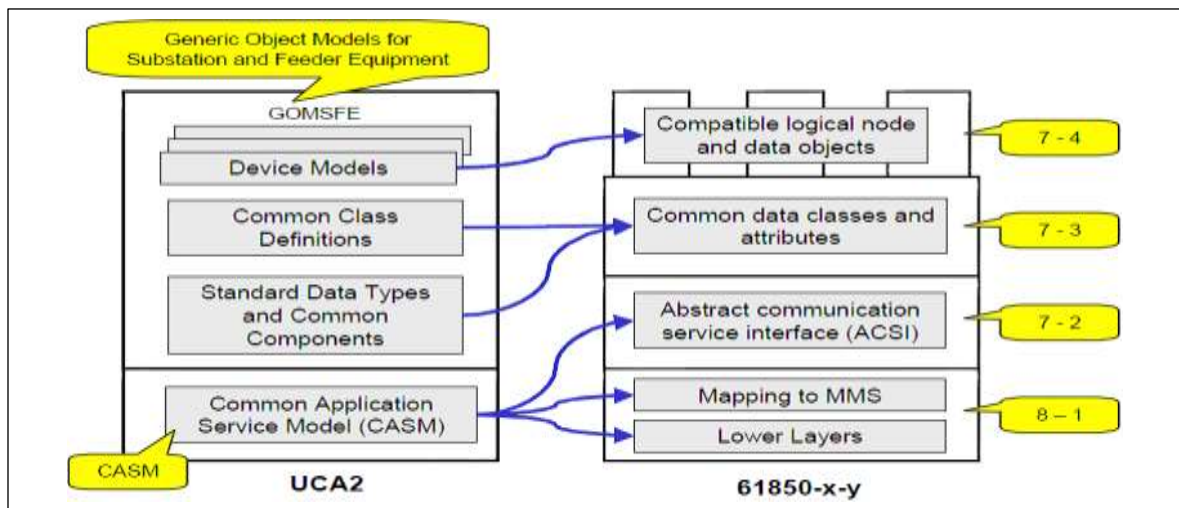 Generic Object Models for
Substation and Feeder Equipment
GOMSFE
Device Models
Common Class
Definitions
Standard Data Types
and Common
Components
Common Application
Service Model (CASM)
CASM
UCA2
Compatible logical node
and data objects
7 - 4
Common data classes and
attributes
7 - 3
Abstract communication
service interface (ACSI)
7 - 2
Mapping to MMS
Lower Layers
8 – 1
61850-x-y